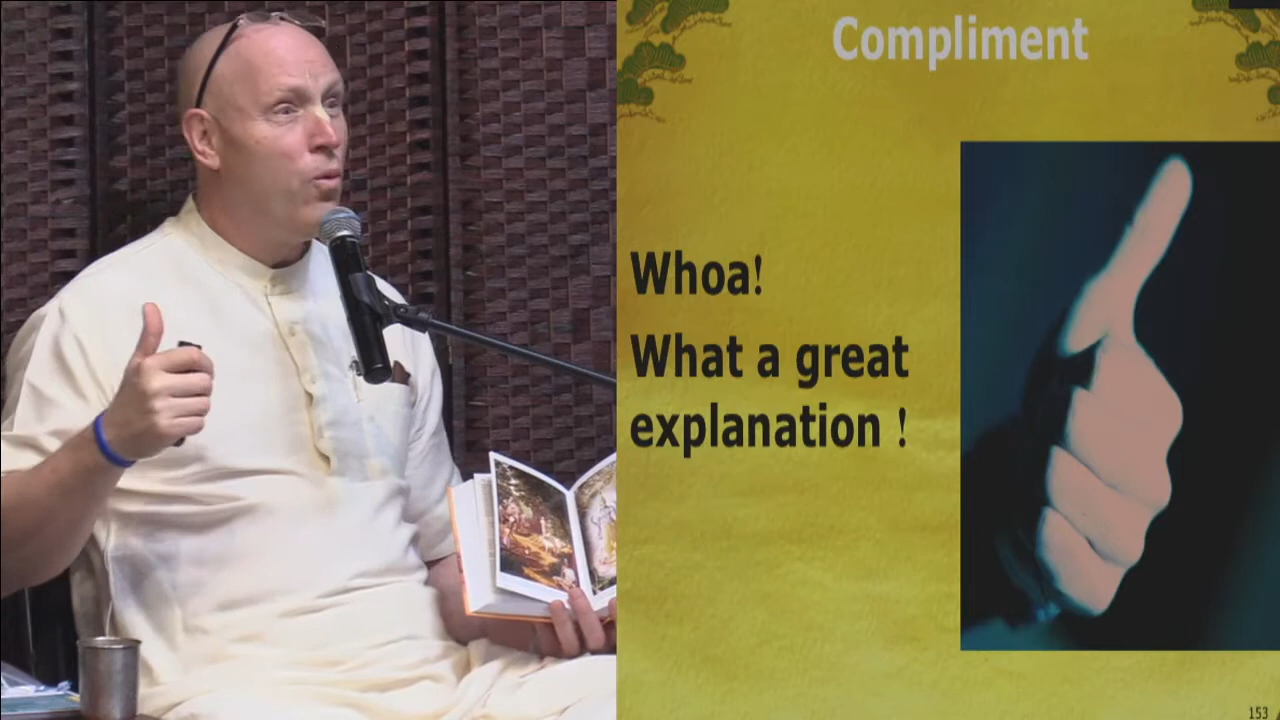 Compliment
Whoa!
What a great
explanation !
153